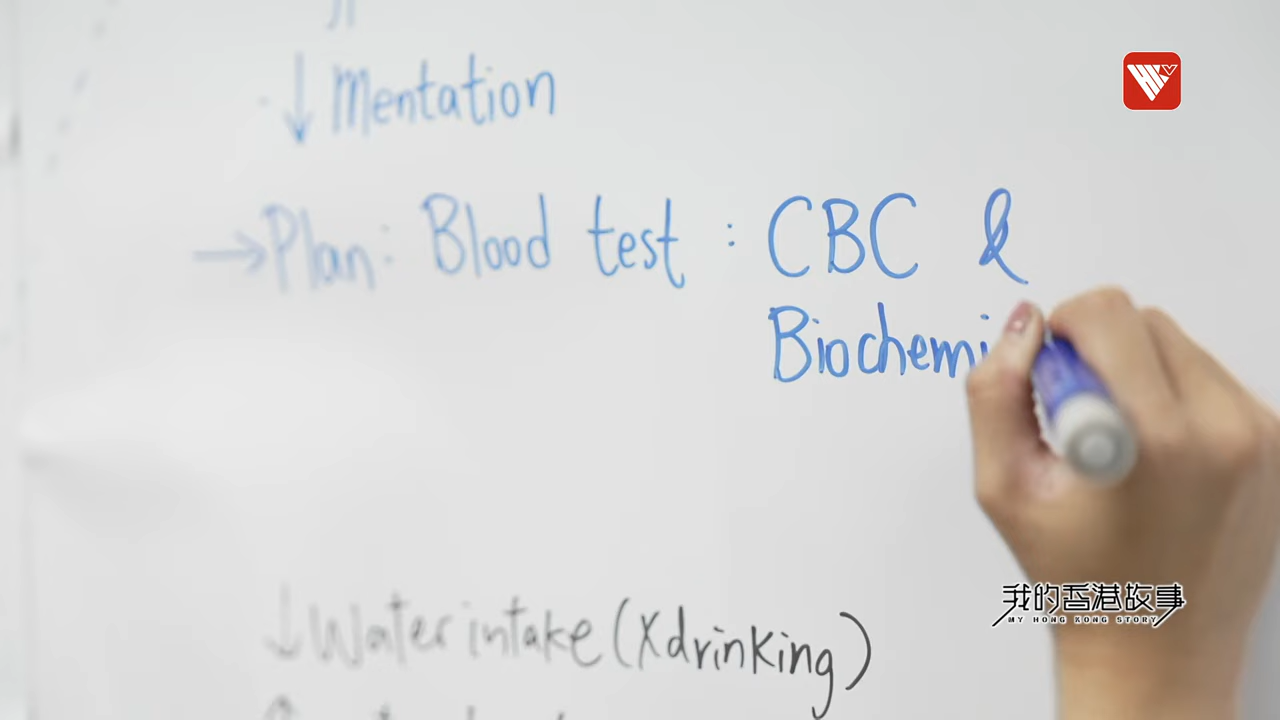 ↓ Mentation
→ Plan: Blood test : CBC &
Biochemi
↓ Water intake (X drinking)
我的香港故事
MY HONG KONG STORY